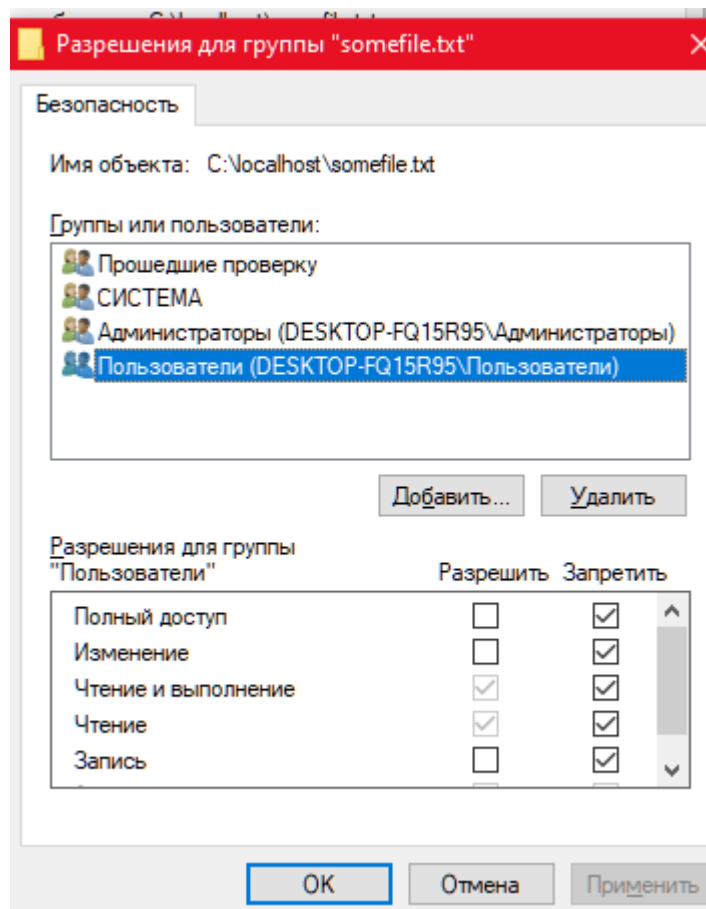 Разрешения для группы "somefile.txt"
Безопасность
Имя объекта: C:\localhost\somefile.txt
Группы или пользователи:
Прошедшие проверку
СИСТЕМА
Администраторы (DESKTOP-FQ15R95\Администраторы)
Пользователи (DESKTOP-FQ15R95\Пользователи)
Добавить... Удалить
Разрешения для группы
"Пользователи" Разрешить Запретить
Полный доступ
Изменение
Чтение и выполнение
Чтение
Запись
ОК Отмена Применить